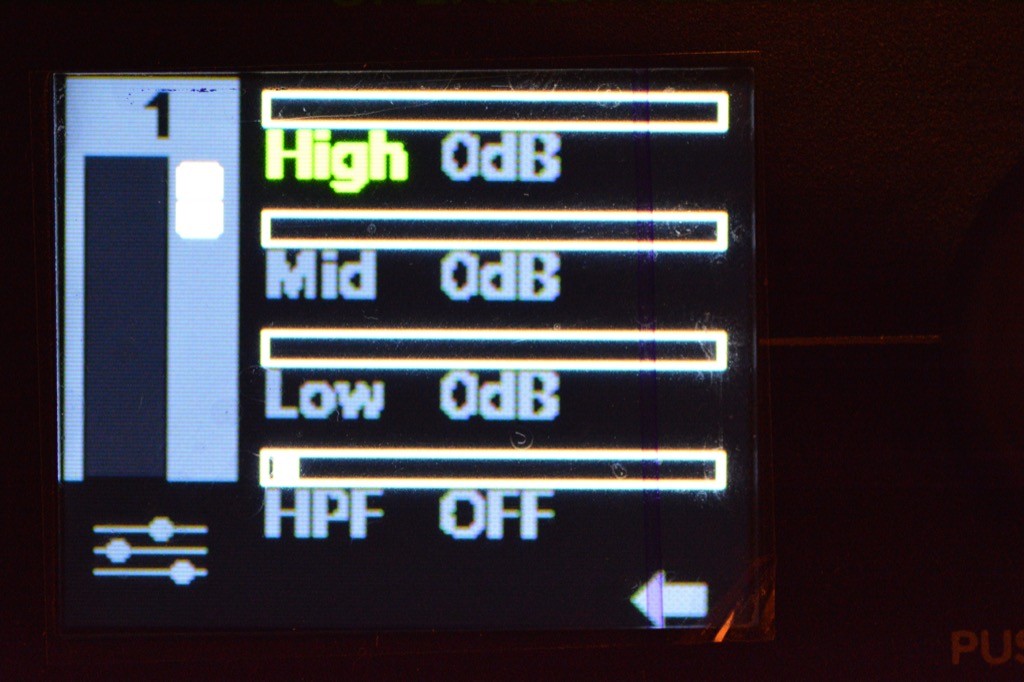 1
High 0dB
Mid 0dB
Low 0dB
HPF OFF